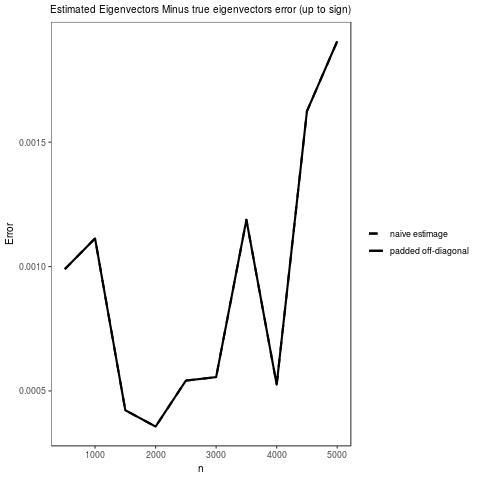 Estimated Eigenvectors Minus true eigenvectors error (up to sign)
0.0015
0.0010
0.0005
Error
1000 2000 3000 4000 5000
n
naive estimage
padded off-diagonal